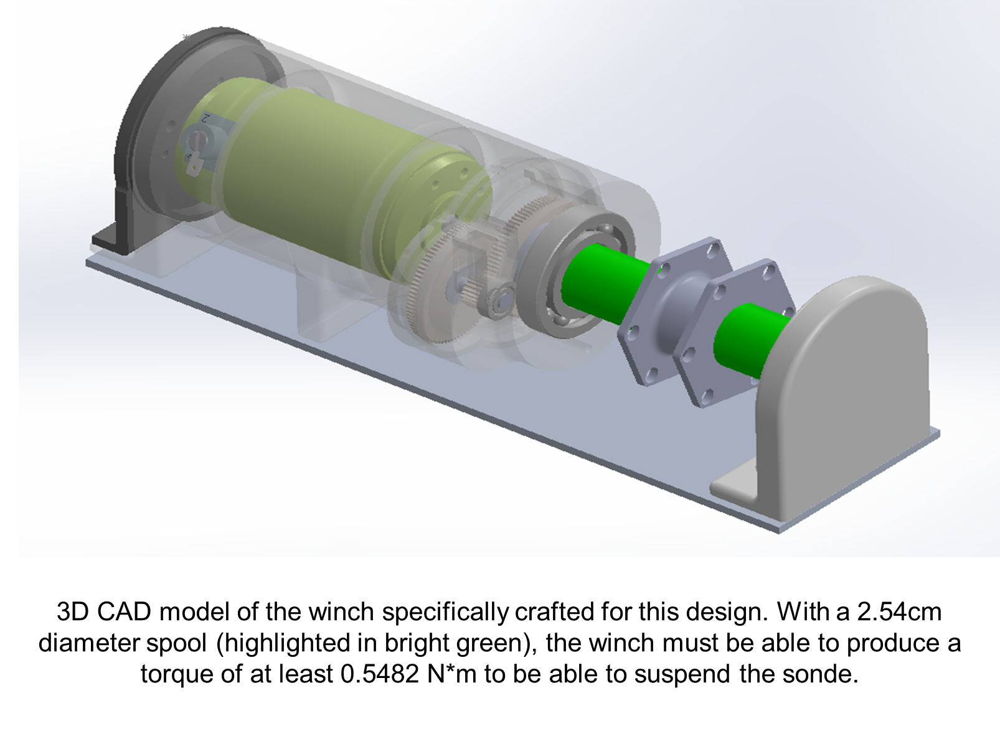 3D CAD model of the winch specifically crafted for this design. With a 2.54cm
diameter spool (highlighted in bright green), the winch must be able to produce a
torque of at least 0.5482 N*m to be able to suspend the sonde.